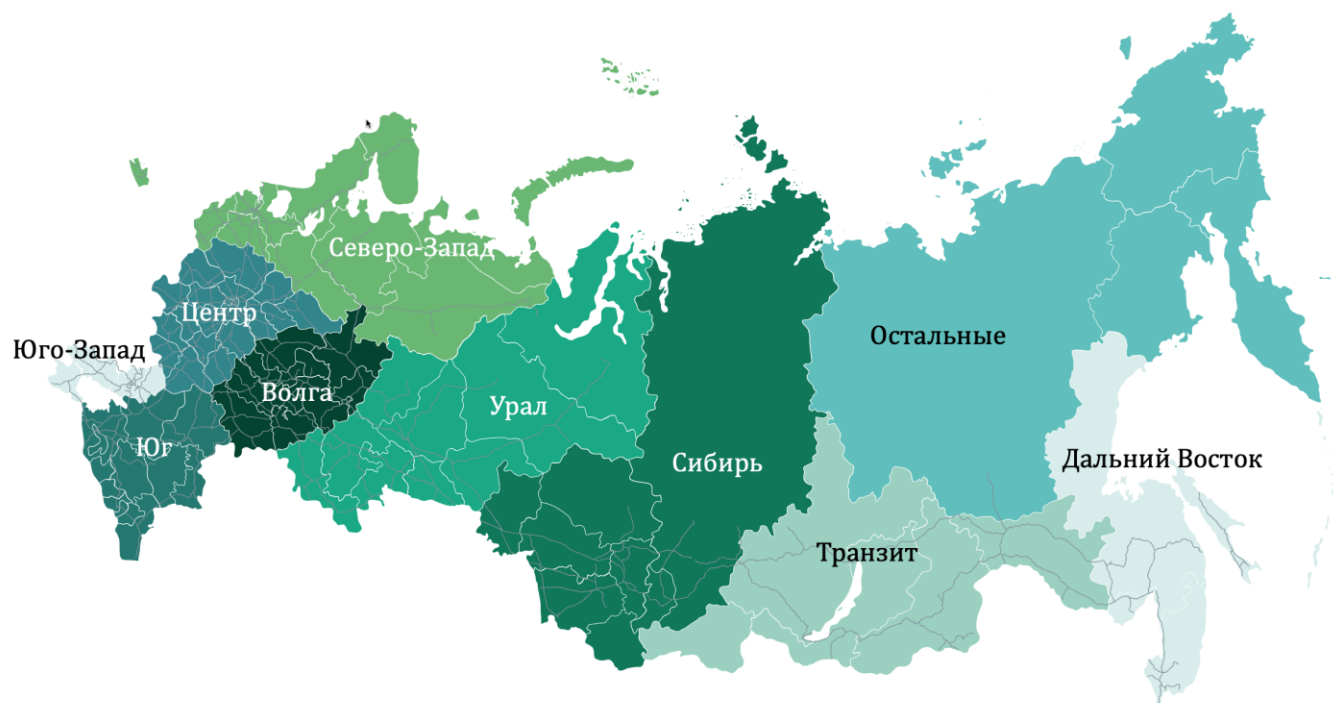 Северо-Запад
Центр
Юго-Запад
Волга
Урал
Юг
Сибирь
Остальные
Дальний Восток
Транзит